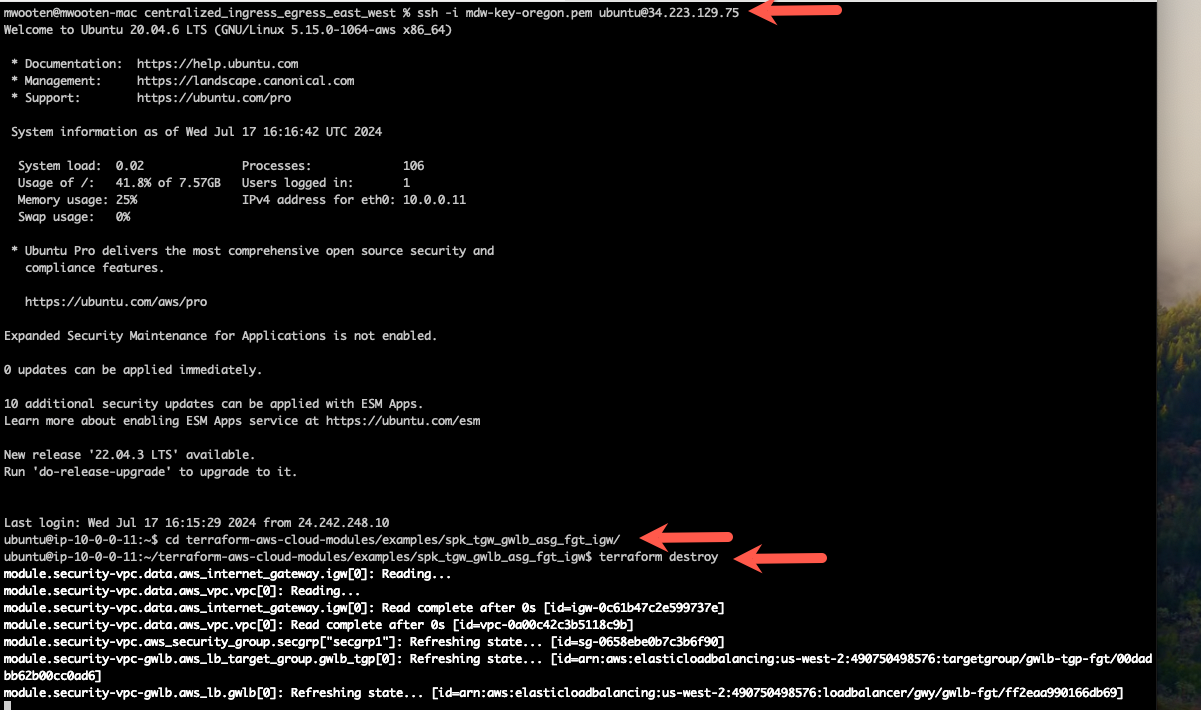 mwooten@mwooten-mac centralized_ingress_egress_east_west % ssh -i mdw-key-oregon.pem ubuntu@34.223.129.75
Welcome to Ubuntu 20.04.6 LTS (GNU/Linux 5.15.0-1064-aws x86_64)
* Documentation:  https://help.ubuntu.com
* Management:     https://landscape.canonical.com
* Support:        https://ubuntu.com/pro
System information as of Wed Jul 17 16:16:42 UTC 2024
System load:  0.02              Processes:             106
Usage of /:   41.8% of 7.57GB   Users logged in:       1
Memory usage: 25%               IPv4 address for eth0: 10.0.0.11
Swap usage:   0%
* Ubuntu Pro delivers the most comprehensive open source security and
compliance features.
https://ubuntu.com/aws/pro
Expanded Security Maintenance for Applications is not enabled.
0 updates can be applied immediately.
10 additional security updates can be applied with ESM Apps.
Learn more about enabling ESM Apps service at https://ubuntu.com/esm
New release '22.04.3 LTS' available.
Run 'do-release-upgrade' to upgrade to it.
Last login: Wed Jul 17 16:15:29 2024 from 24.242.248.10
ubuntu@ip-10-0-0-11:~$ cd terraform-aws-cloud-modules/examples/spk_tgw_gwlb_asg_fgt_igw/
ubuntu@ip-10-0-0-11:~/terraform-aws-cloud-modules/examples/spk_tgw_gwlb_asg_fgt_igw$ terraform destroy
module.security-vpc.data.aws_internet_gateway.igw[0]: Reading...
module.security-vpc.data.aws_vpc.vpc[0]: Reading...
module.security-vpc.data.aws_internet_gateway.igw[0]: Read complete after 0s [id=igw-0c61b47c2e599737e]
module.security-vpc.data.aws_vpc.vpc[0]: Read complete after 0s [id=vpc-0a00c42c3b5118c9b]
module.security-vpc.aws_security_group.secgrp["secgrp1"]: Refreshing state... [id=sg-0658ebe0b7c3b6f90]
module.security-vpc-gwlb.aws_lb_target_group.gwlb_tgp[0]: Refreshing state... [id=arn:aws:elasticloadbalancing:us-west-2:490750498576:targetgroup/gwlb-tgp-fgt/00dad
bb62b00cc0ad6]
module.security-vpc-gwlb.aws_lb.gwlb[0]: Refreshing state... [id=arn:aws:elasticloadbalancing:us-west-2:490750498576:loadbalancer/gwy/gwlb-fgt/ff2eaa990166db69]